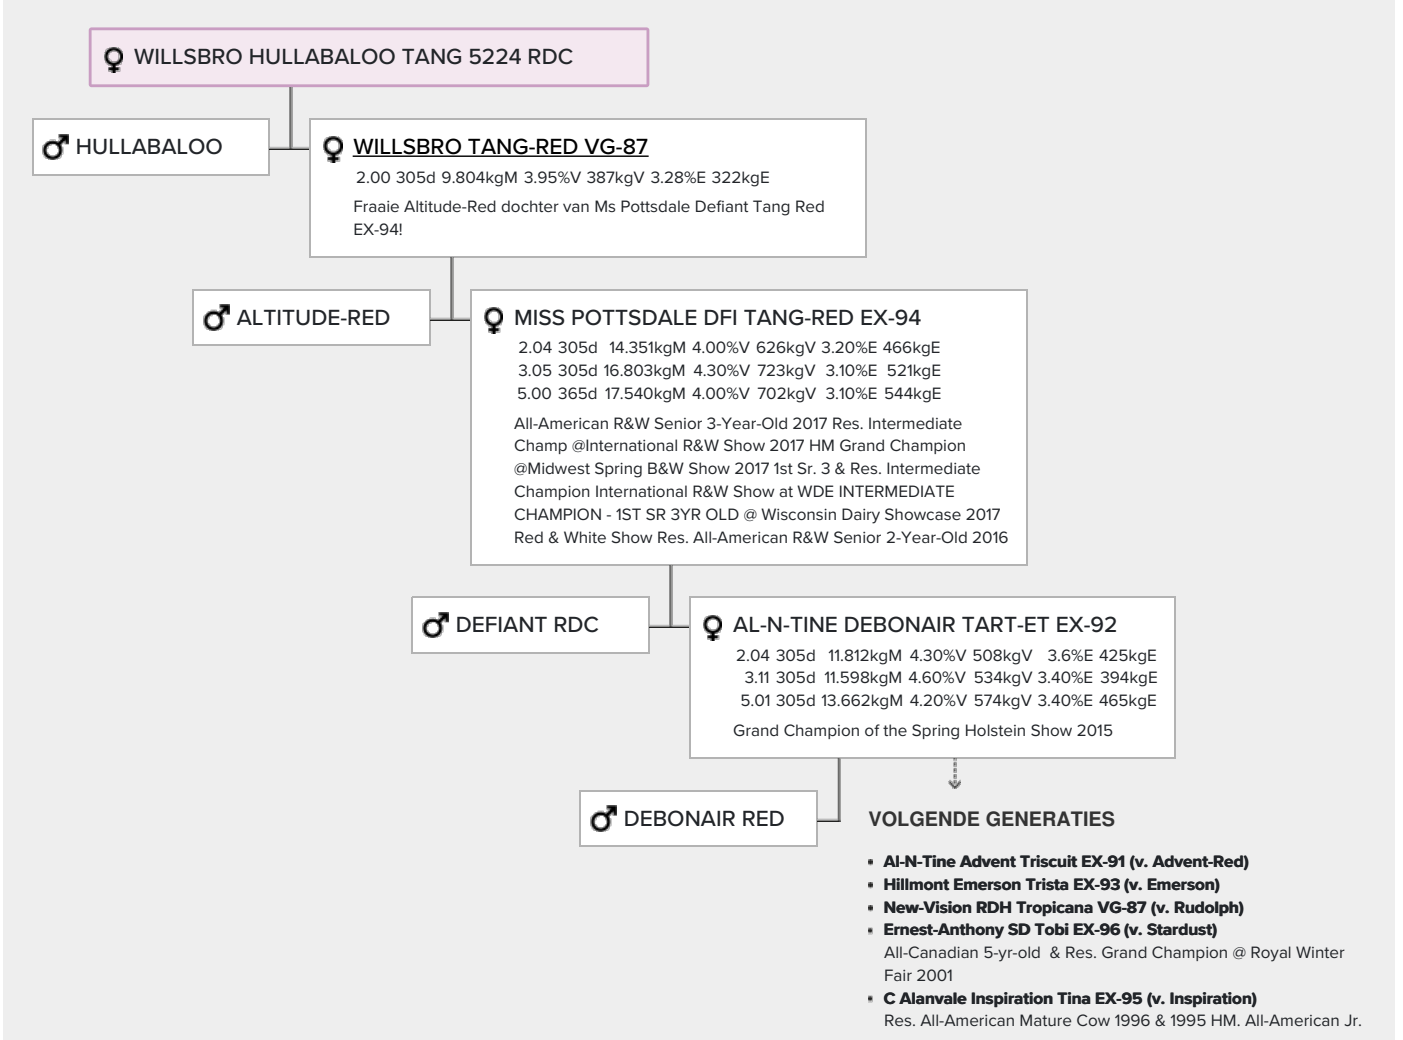 WILLSBRO HULLABALOO TANG 5224 RDC
HULLABALOO
WILLSBRO TANG-RED VG-87
2.00 305d 9.804kgM 3.95%V 387kgV 3.28%E 322kgE
Fraaie Altitude-Red dochter van Ms Pottsdale Defiant Tang Red
EX-94!
ALTITUDE-RED
MISS POTTSDALE DFI TANG-RED EX-94
2.04 305d 14.351kgM 4.00%V 626kgV 3.20%E 466kgE
3.05 305d 16.803kgM 4.30%V 723kgV 3.10%E 521kgE
5.00 365d 17.540kgM 4.00%V 702kgV 3.10%E 544kgE
All-American R&W Senior 3-Year-Old 2017 Res. Intermediate
Champ @International R&W Show 2017 HM Grand Champion
@Midwest Spring B&W Show 2017 1st Sr. 3 & Res. Intermediate
Champion International R&W Show at WDE INTERMEDIATE
CHAMPION - 1ST SR 3YR OLD @ Wisconsin Dairy Showcase 2017
Red & White Show Res. All-American R&W Senior 2-Year-Old 2016
DEFIANT RDC
AL-N-TINE DEBONAIR TART-ET EX-92
2.04 305d 11.812kgM 4.30%V 508kgV 3.6%E 425kgE
3.11 305d 11.598kgM 4.60%V 534kgV 3.40%E 394kgE
5.01 305d 13.662kgM 4.20%V 574kgV 3.40%E 465kgE
Grand Champion of the Spring Holstein Show 2015
DEBONAIR RED
VOLGENDE GENERATIES
• Al-N-Tine Advent Triscuit EX-91 (v. Advent-Red)
• Hillmont Emerson Trista EX-93 (v. Emerson)
• New-Vision RDH Tropicana VG-87 (v. Rudolph)
• Ernest-Anthony SD Tobi EX-96 (v. Stardust)
All-Canadian 5-yr-old & Res. Grand Champion @ Royal Winter
Fair 2001
• C Alanvale Inspiration Tina EX-95 (v. Inspiration)
Res. All-American Mature Cow 1996 & 1995 HM. All-American Jr.